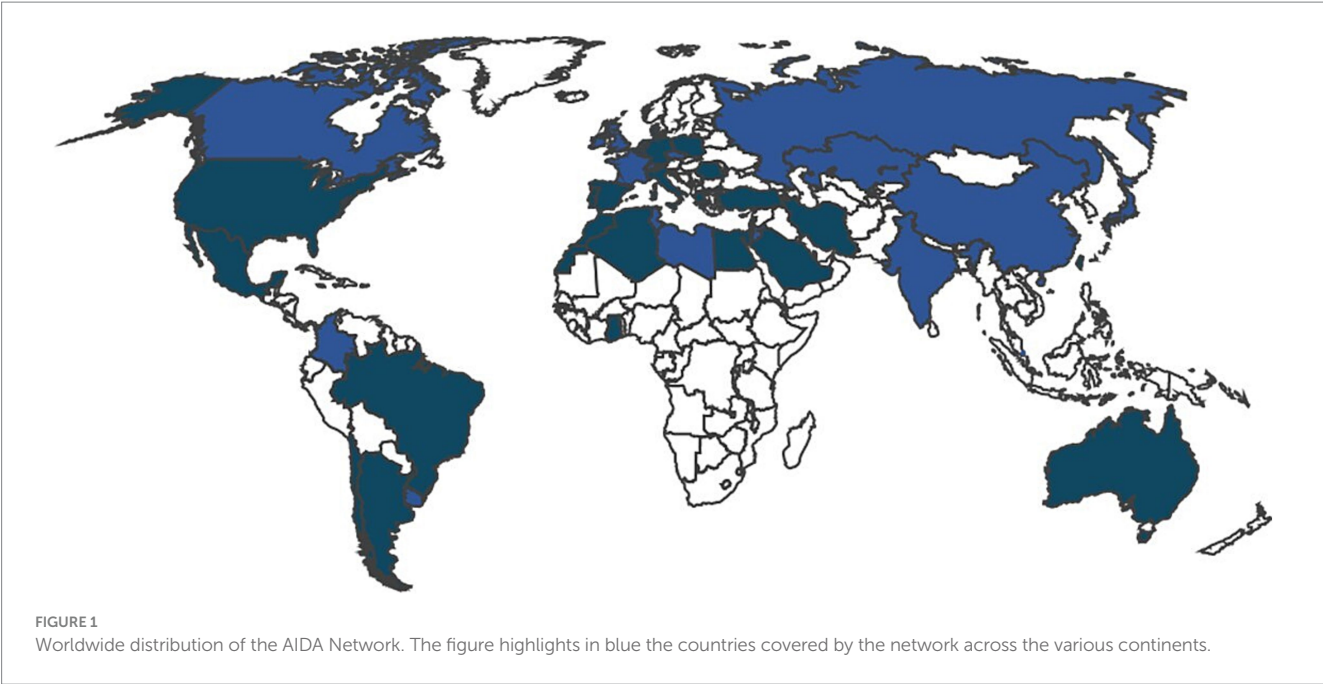 FIGURE 1
Worldwide distribution of the AIDA Network. The figure highlights in blue the countries covered by the network across the various continents.